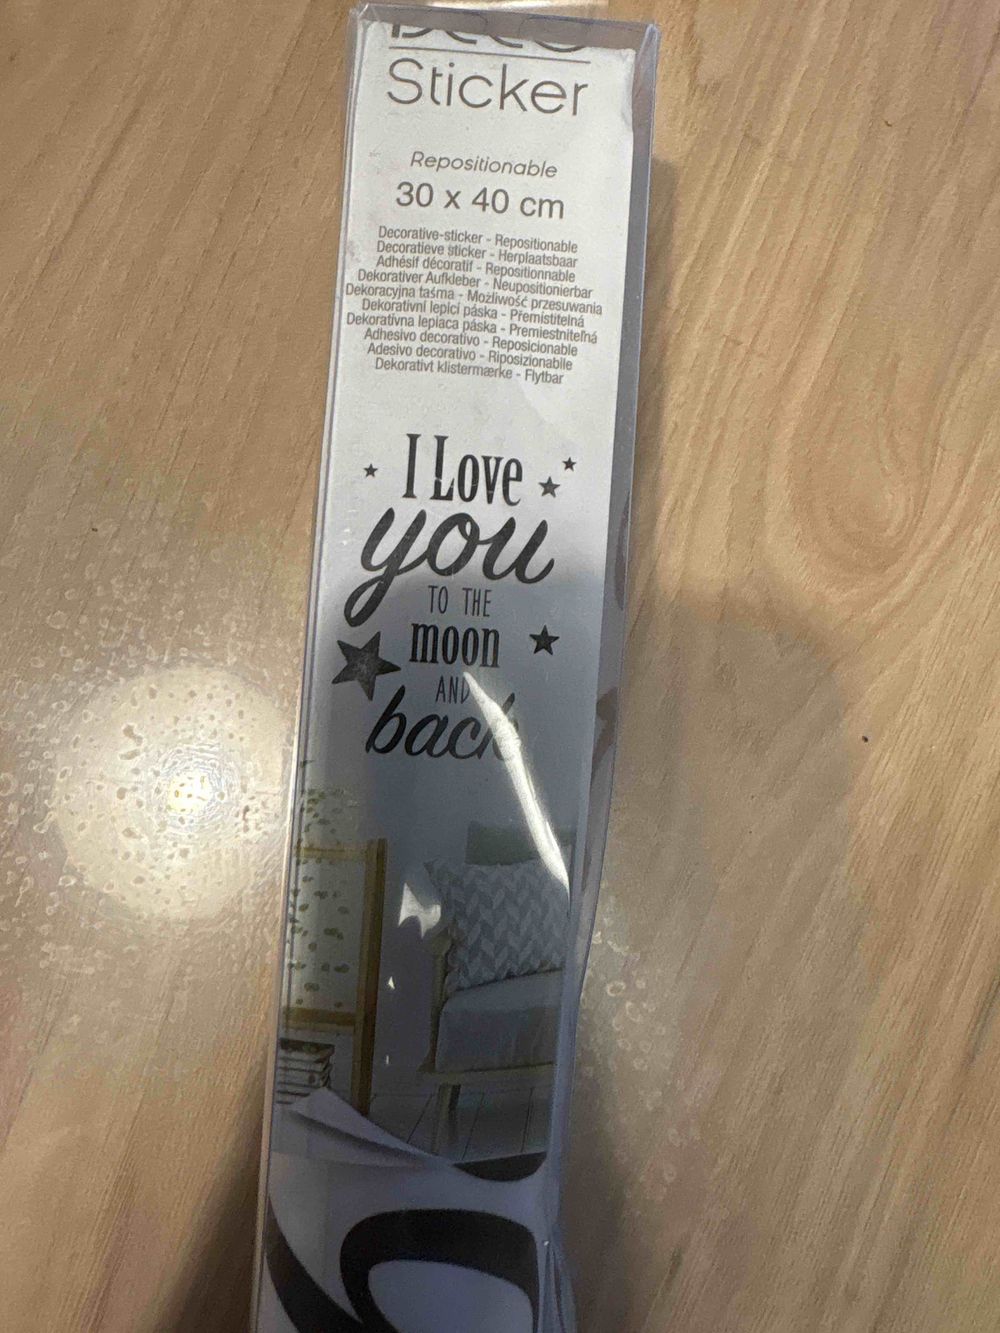 Deco
Sticker
Repositionable
30 x 40 cm
Decorative-sticker - Repositionable
Decoratieve sticker - Herplaatsbaar
Adhésif décoratif - Repositionnable
Dekorativer Aufkleber - Neupositionierbar
Dekoracyjna taśma - Możliwość przesuwania
Dekorativní lepicí páska - Přemistitelná
Dekoratívna lepiaca páska - Premiestniteľná
Adhesivo decorativo - Reposicionable
Adesivo decorativo - Riposizionabile
Dekorativt klistermærke - Flytbar
I Love
you
TO THE
moon
AND
back